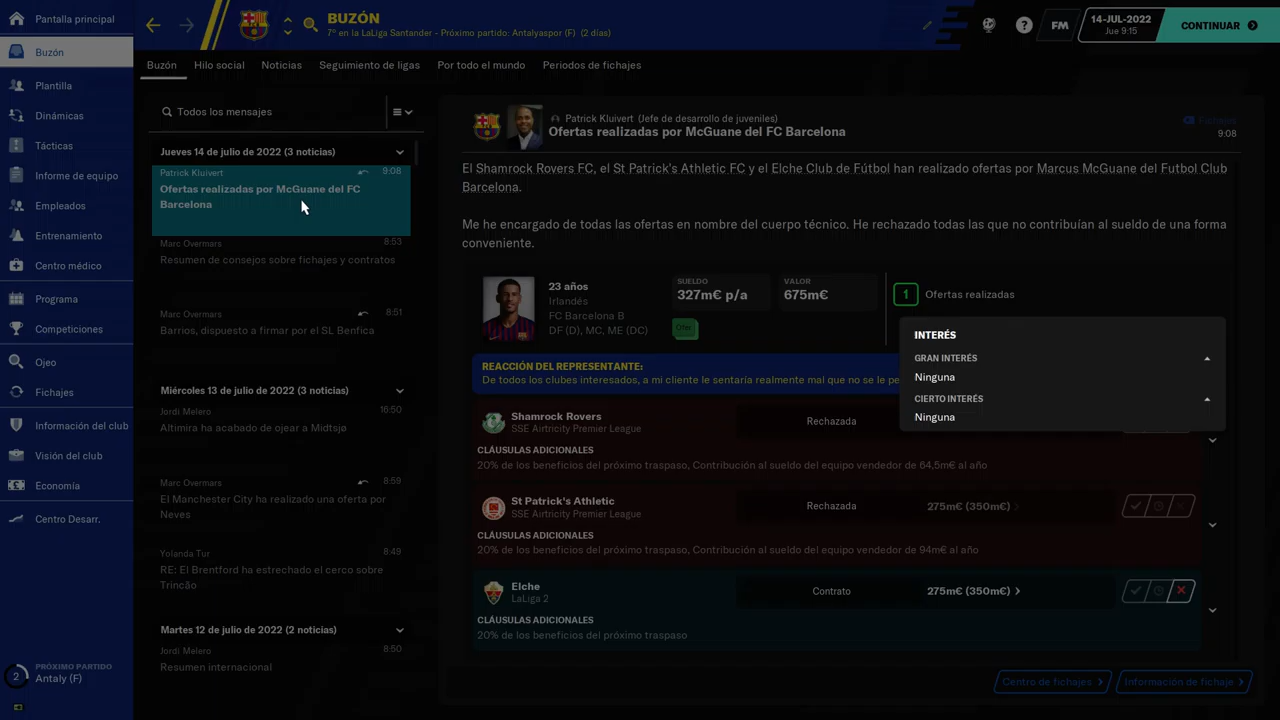 Pantalla principal
Buzón
Plantilla
Dinámicas
Tácticas
Informe de equipo
Empleados
Entrenamiento
Centro médico
Programa
Competiciones
Ojeo
Fichajes
Información del club
Visión del club
Economía
Centro Desarr.
2
PRÓXIMO PARTIDO
Antaly (F)
BUZÓN
7º en la LaLiga Santander - Próximo partido: Antalyaspor (F) (2 días)
?
FM
14-JUL-2022
Jue 9:15
CONTINUAR
Buzón
Hilo social
Noticias
Seguimiento de ligas
Por todo el mundo
Periodos de fichajes
Todos los mensajes
Jueves 14 de julio de 2022 (3 noticias)
Patrick Kluivert
9:08
Ofertas realizadas por McGuane del FC
Barcelona
Marc Overmars
8:53
Resumen de consejos sobre fichajes y contratos
Marc Overmars
8:51
Barrios, dispuesto a firmar por el SL Benfica
Miércoles 13 de julio de 2022 (3 noticias)
Jordi Melero
16:50
Altimira ha acabado de ojear a Midtsjø
Marc Overmars
8:59
El Manchester City ha realizado una oferta por
Neves
Yolanda Tur
8:49
RE: El Brentford ha estrechado el cerco sobre
Trincão
Martes 12 de julio de 2022 (2 noticias)
Jordi Melero
8:50
Resumen internacional
Patrick Kluivert (Jefe de desarrollo de juveniles)
Ofertas realizadas por McGuane del FC Barcelona
9:08
El Shamrock Rovers FC, el St Patrick's Athletic FC y el Elche Club de Fútbol han realizado ofertas por Marcus McGuane del Futbol Club
Barcelona.
Me he encargado de todas las ofertas en nombre del cuerpo técnico. He rechazado todas las que no contribuían al sueldo de una forma
conveniente.
23 años
Irlandés
FC Barcelona B
DF (D), MC, ME (DC)
SUELDO
327m€ p/a
VALOR
675m€
Ofer
1
Ofertas realizadas
INTERÉS
GRAN INTERÉS
Ninguna
CIERTO INTERÉS
Ninguna
REACCIÓN DEL REPRESENTANTE:
De todos los clubes interesados, a mi cliente le sentaría realmente mal que no se le pe
Shamrock Rovers
SSE Airtricity Premier League
Rechazada
CLÁUSULAS ADICIONALES
20% de los beneficios del próximo traspaso, Contribución al sueldo del equipo vendedor de 64,5m€ al año
St Patrick's Athletic
SSE Airtricity Premier League
Rechazada
275m€ (350m€)
CLÁUSULAS ADICIONALES
20% de los beneficios del próximo traspaso, Contribución al sueldo del equipo vendedor de 94m€ al año
Elche
LaLiga 2
Contrato
275m€ (350m€)
CLÁUSULAS ADICIONALES
20% de los beneficios del próximo traspaso
Centro de fichajes
Información de fichaje